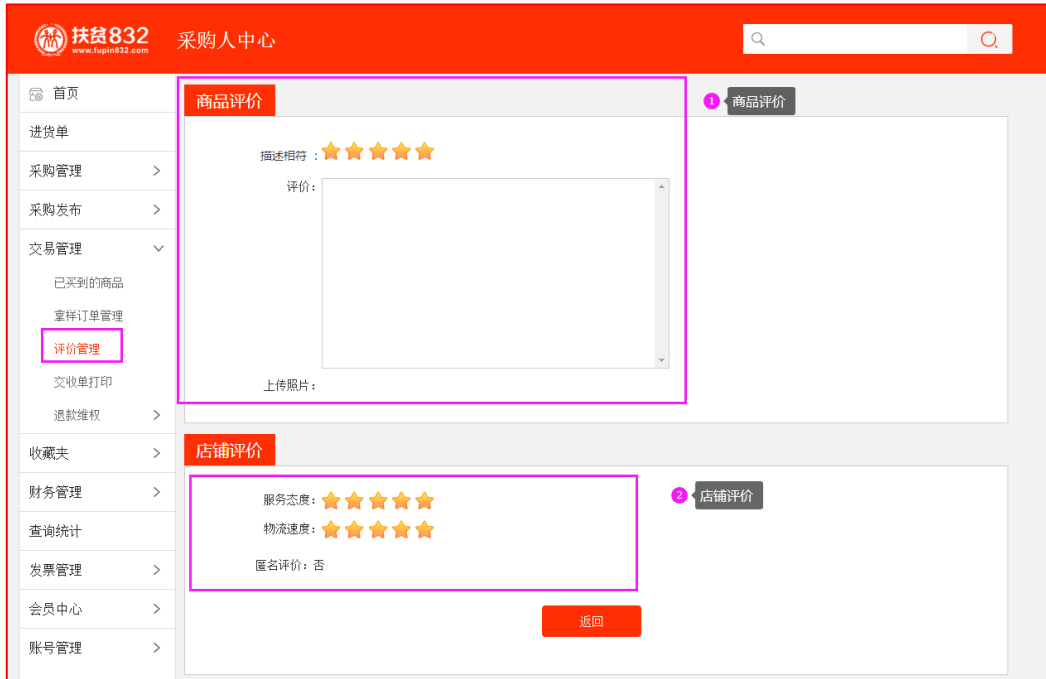 扶贫832
www.fupin832.com
采购人中心
首页
进货单
采购管理
采购发布
交易管理
已买到的商品
拿样订单管理
评价管理
交收单打印
退款维权
收藏夹
财务管理
查询统计
发票管理
会员中心
账号管理
商品评价
1 商品评价
描述相符 :
评价:
上传照片:
店铺评价
2 店铺评价
服务态度:
物流速度:
匿名评价: 否
返回